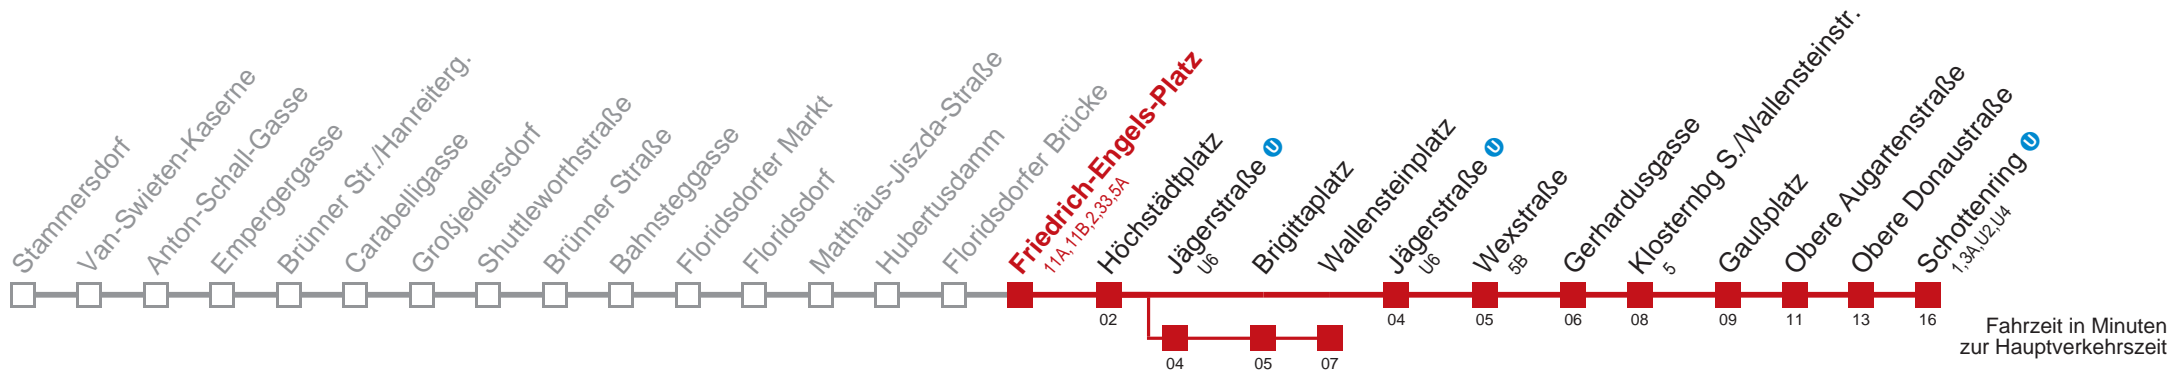 Stammersdorf
Van-Swieten-Kaserne
Anton-Schall-Gasse
Empergergasse
Brünner Str./Hanreiterg.
Carabelligasse
Großjedlersdorf
Shuttleworthstraße
Brünner Straße
Bahnsteggasse
Floridsdorfer Markt
Floridsdorf
Matthäus-Jiszda-Straße
Hubertusdamm
Floridsdorfer Brücke
Friedrich-Engels-Platz
11A,11B,2,33,5A
Höchstädtplatz
Jägerstraße U
U6
Brigittaplatz
Wallensteinplatz
Jägerstraße U
U6
Wexstraße
5B
Gerhardusgasse
Klosternbg S./Wallensteinstr.
5
Gaußplatz
Obere Augartenstraße
Obere Donaustraße
Schottenring U
1,3A,U2,U4
02
04
05
06
08
09
11
13
16
04
05
07
Fahrzeit in Minuten
zur Hauptverkehrszeit